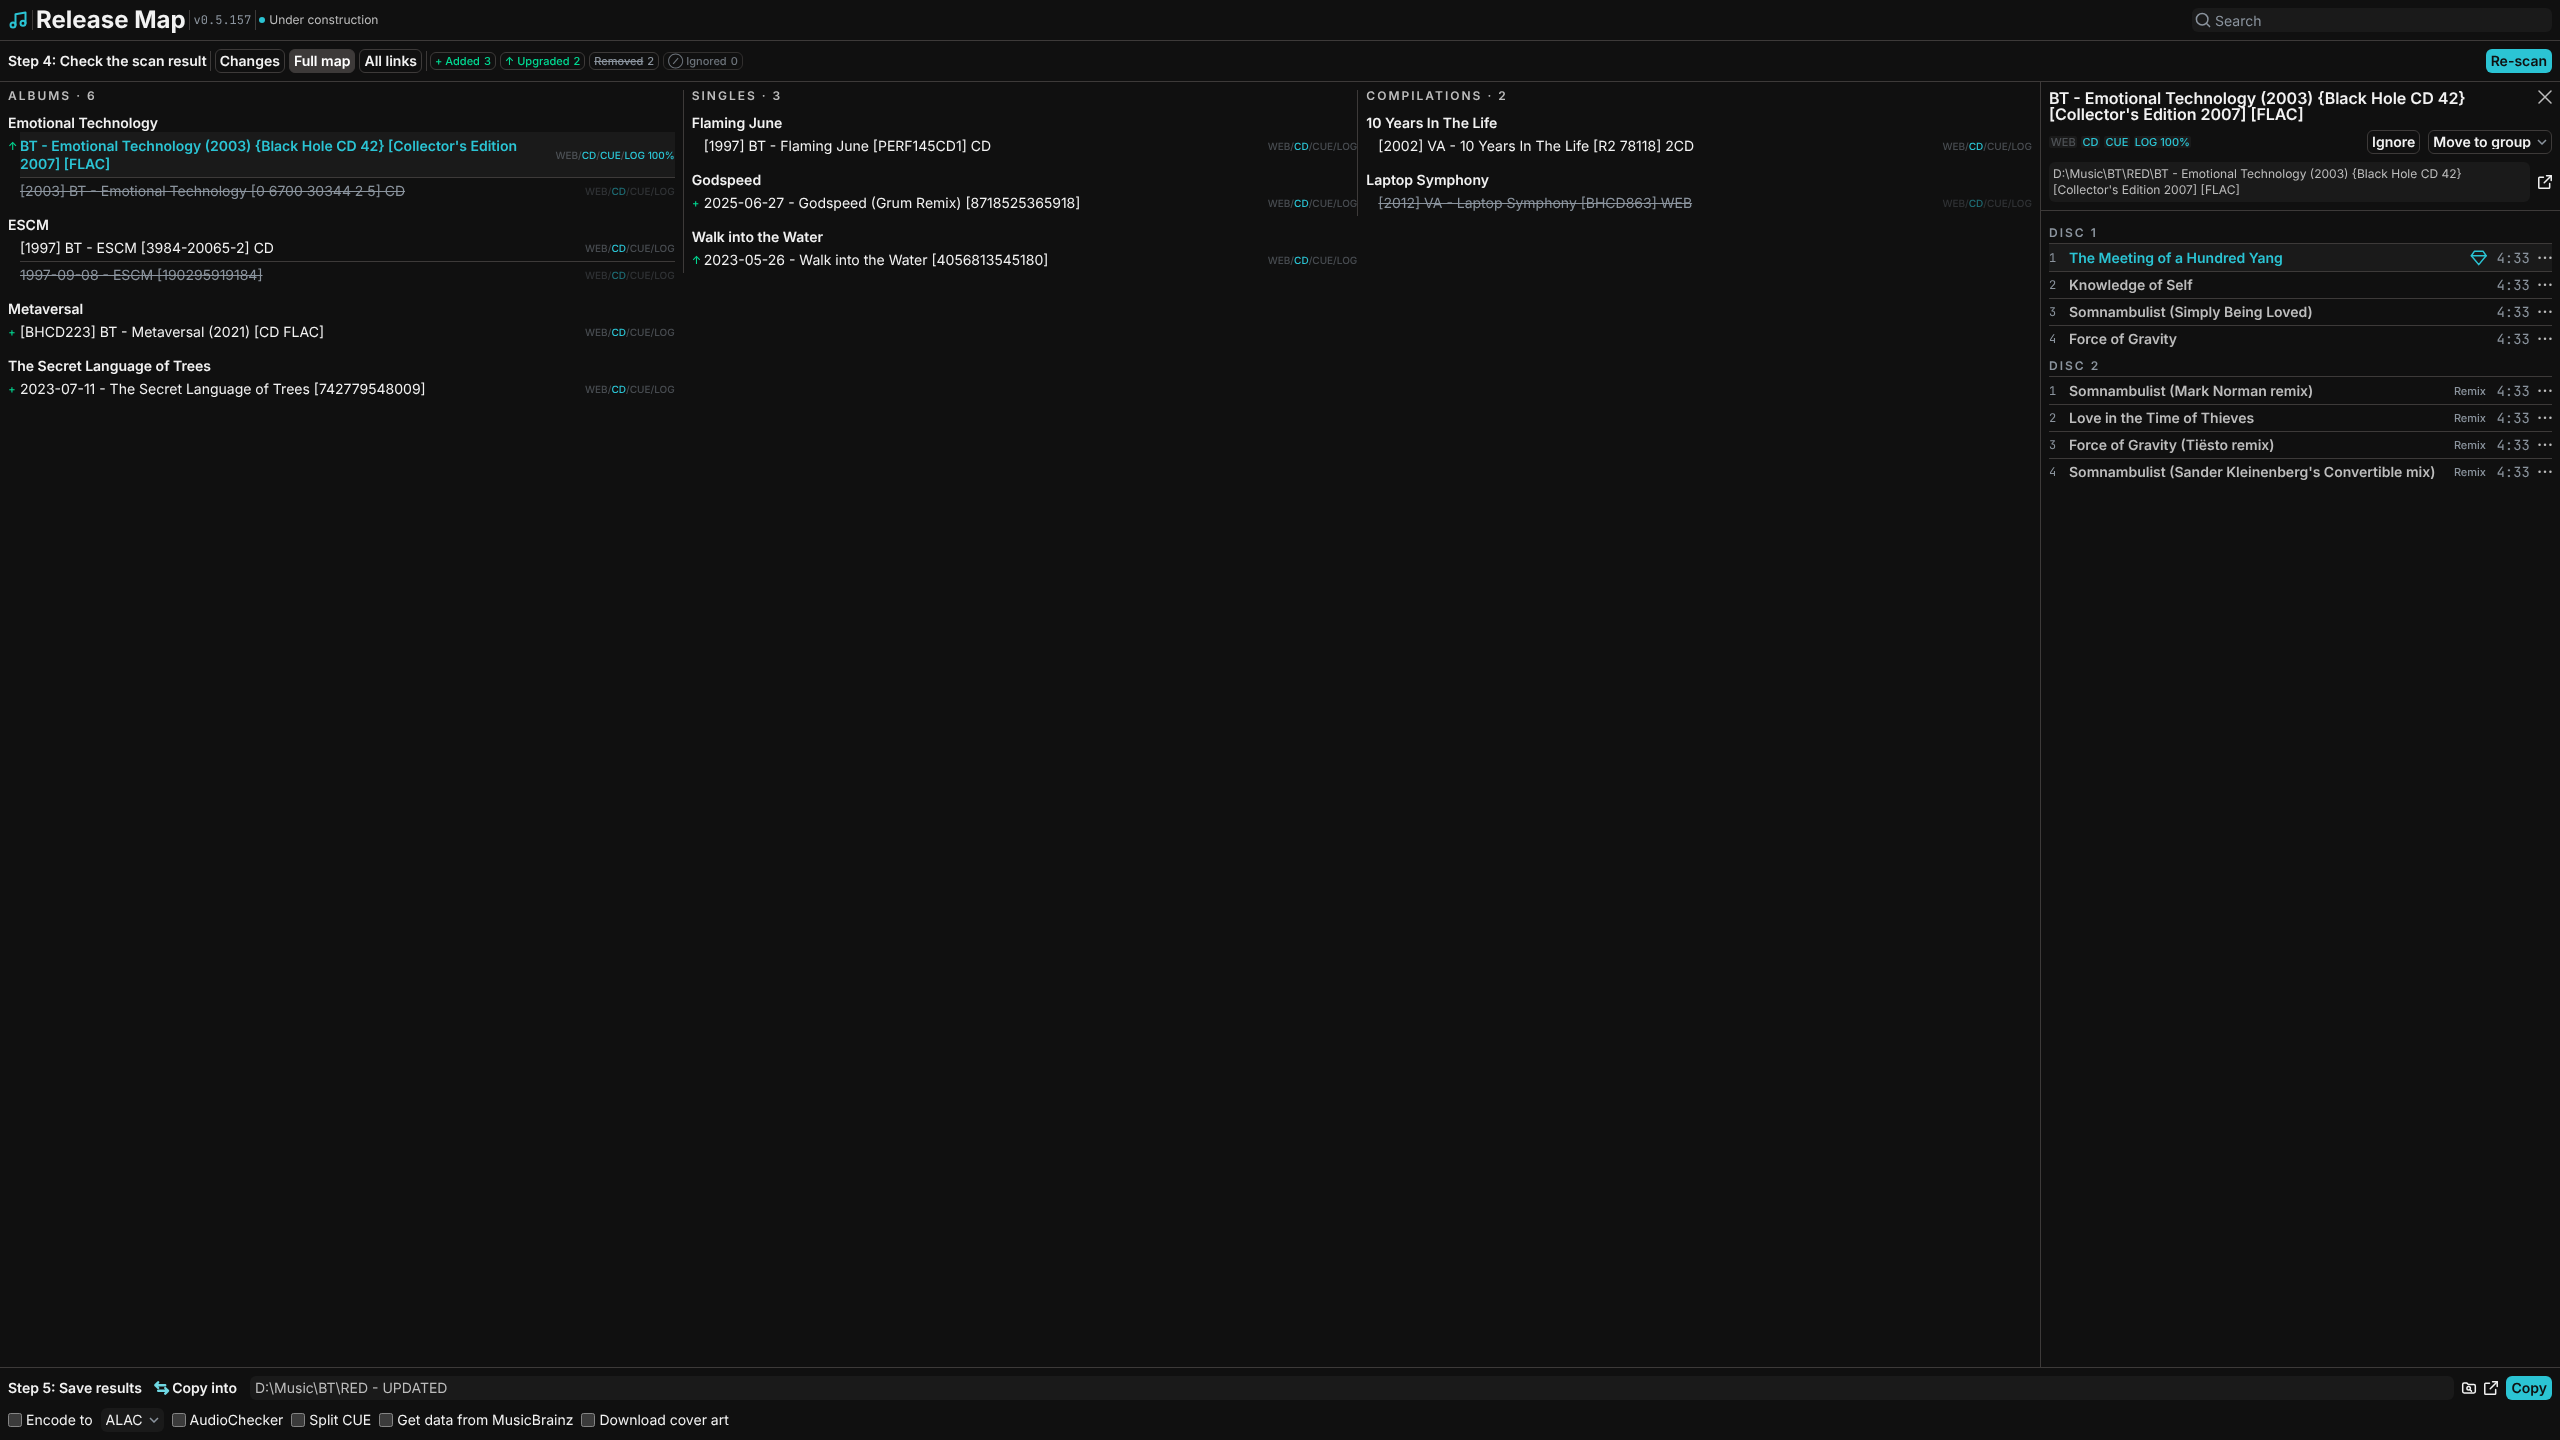 Release Map v0.5.157 Under construction Search
Step 4: Check the scan result Changes Full map All links + Added 3 ↑ Upgraded 2 Removed 2 Ignored 0 Re-scan
ALBUMS · 6
Emotional Technology
↑ BT - Emotional Technology (2003) {Black Hole CD 42} [Collector's Edition
2007] [FLAC] WEB/CD/CUE/LOG 100%
[2003] BT - Emotional Technology [0 6700 30344 2 5] CD WEB/CD/CUE/LOG
ESCM
[1997] BT - ESCM [3984-20065-2] CD WEB/CD/CUE/LOG
1997-09-08 - ESCM [190295919184] WEB/CD/CUE/LOG
Metaversal
+ [BHCD223] BT - Metaversal (2021) [CD FLAC] WEB/CD/CUE/LOG
The Secret Language of Trees
+ 2023-07-11 - The Secret Language of Trees [742779548009] WEB/CD/CUE/LOG
SINGLES · 3
Flaming June
[1997] BT - Flaming June [PERF145CD1] CD WEB/CD/CUE/LOG
Godspeed
+ 2025-06-27 - Godspeed (Grum Remix) [8718525365918] WEB/CD/CUE/LOG
Walk into the Water
↑ 2023-05-26 - Walk into the Water [4056813545180] WEB/CD/CUE/LOG
COMPILATIONS · 2
10 Years In The Life
[2002] VA - 10 Years In The Life [R2 78118] 2CD WEB/CD/CUE/LOG
Laptop Symphony
[2012] VA - Laptop Symphony [BHCD863] WEB WEB/CD/CUE/LOG
BT - Emotional Technology (2003) {Black Hole CD 42}
[Collector's Edition 2007] [FLAC]
WEB CD CUE LOG 100% Ignore Move to group
D:\Music\BT\RED\BT - Emotional Technology (2003) {Black Hole CD 42}
[Collector's Edition 2007] [FLAC]
DISC 1
1 The Meeting of a Hundred Yang 4:33 ···
2 Knowledge of Self 4:33 ···
3 Somnambulist (Simply Being Loved) 4:33 ···
4 Force of Gravity 4:33 ···
DISC 2
1 Somnambulist (Mark Norman remix) Remix 4:33 ···
2 Love in the Time of Thieves Remix 4:33 ···
3 Force of Gravity (Tiësto remix) Remix 4:33 ···
4 Somnambulist (Sander Kleinenberg's Convertible mix) Remix 4:33 ···
Step 5: Save results Copy into D:\Music\BT\RED - UPDATED Copy
Encode to ALAC AudioChecker Split CUE Get data from MusicBrainz Download cover art